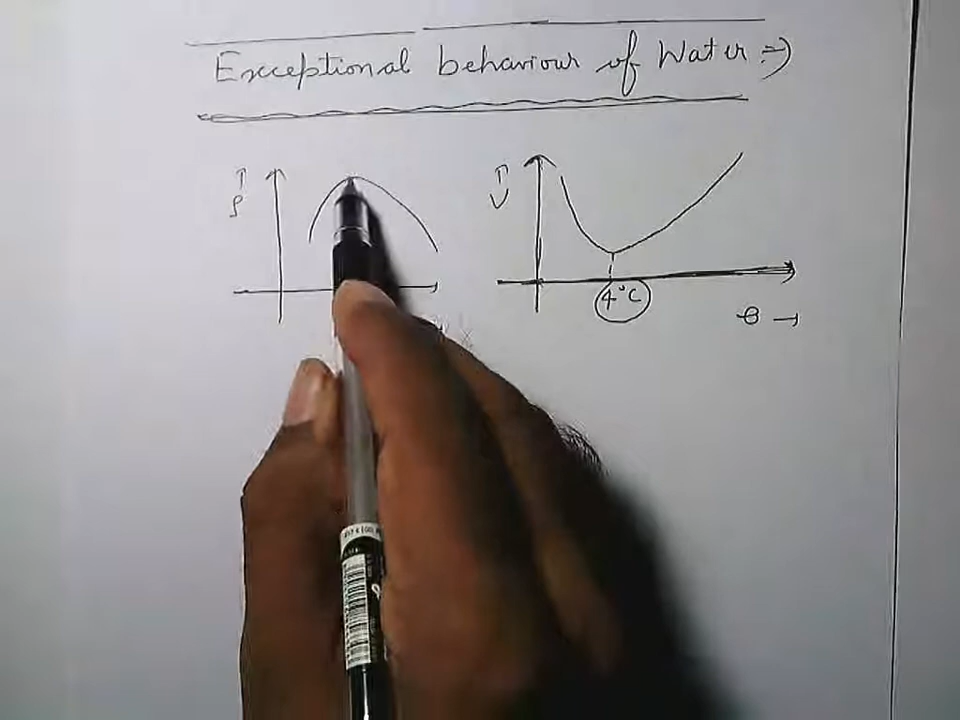 Exceptional behaviour of Water :-)
↑ ρ
↑ V
4°C
θ →